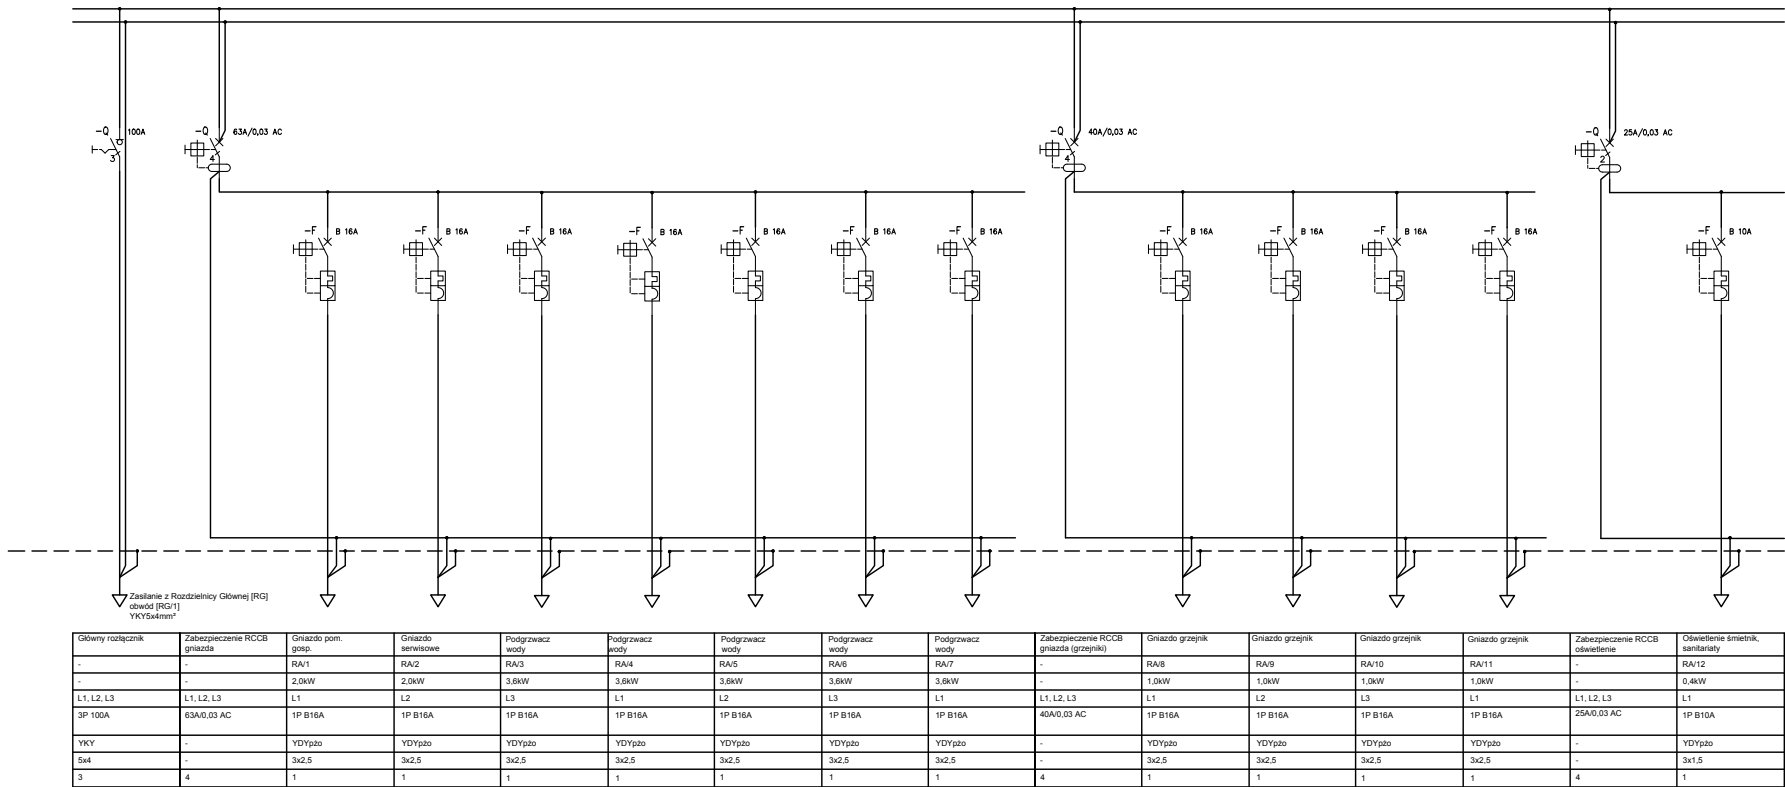 -Q 100A
3
-Q 63A/0,03 AC
4
-Q 40A/0,03 AC
4
-Q 25A/0,03 AC
2
-F B 16A
-F B 16A
-F B 16A
-F B 16A
-F B 16A
-F B 16A
-F B 16A
-F B 16A
-F B 16A
-F B 16A
-F B 16A
-F B 10A
Zasilanie z Rozdzielnicy Głównej [RG]
obwód [RG/1]
YKY5x4mm²
Główny rozłącznik
Zabezpieczenie RCCB
gniazda
Gniazdo pom.
gosp.
Gniazdo
serwisowe
Podgrzwacz
wody
Podgrzwacz
wody
Podgrzwacz
wody
Podgrzwacz
wody
Podgrzwacz
wody
Zabezpieczenie RCCB
gniazda (grzejniki)
Gniazdo grzejnik
Gniazdo grzejnik
Gniazdo grzejnik
Gniazdo grzejnik
Zabezpieczenie RCCB
oświetlenie
Oświetlenie śmietnik,
sanitariaty
- - RA/1 RA/2 RA/3 RA/4 RA/5 RA/6 RA/7 - RA/8 RA/9 RA/10 RA/11 - RA/12
- - 2,0kW 2,0kW 3,6kW 3,6kW 3,6kW 3,6kW 3,6kW - 1,0kW 1,0kW 1,0kW 1,0kW - 0,4kW
L1, L2, L3 L1, L2, L3 L1 L2 L3 L1 L2 L3 L1 L1, L2, L3 L1 L2 L3 L1 L1, L2, L3 L1
3P 100A 63A/0,03 AC 1P B16A 1P B16A 1P B16A 1P B16A 1P B16A 1P B16A 1P B16A 40A/0,03 AC 1P B16A 1P B16A 1P B16A 1P B16A 25A/0,03 AC 1P B10A
YKY - YDYpżo YDYpżo YDYpżo YDYpżo YDYpżo YDYpżo YDYpżo - YDYpżo YDYpżo YDYpżo YDYpżo - YDYpżo
5x4 - 3x2,5 3x2,5 3x2,5 3x2,5 3x2,5 3x2,5 3x2,5 - 3x2,5 3x2,5 3x2,5 3x2,5 - 3x1,5
3 4 1 1 1 1 1 1 1 4 1 1 1 1 4 1